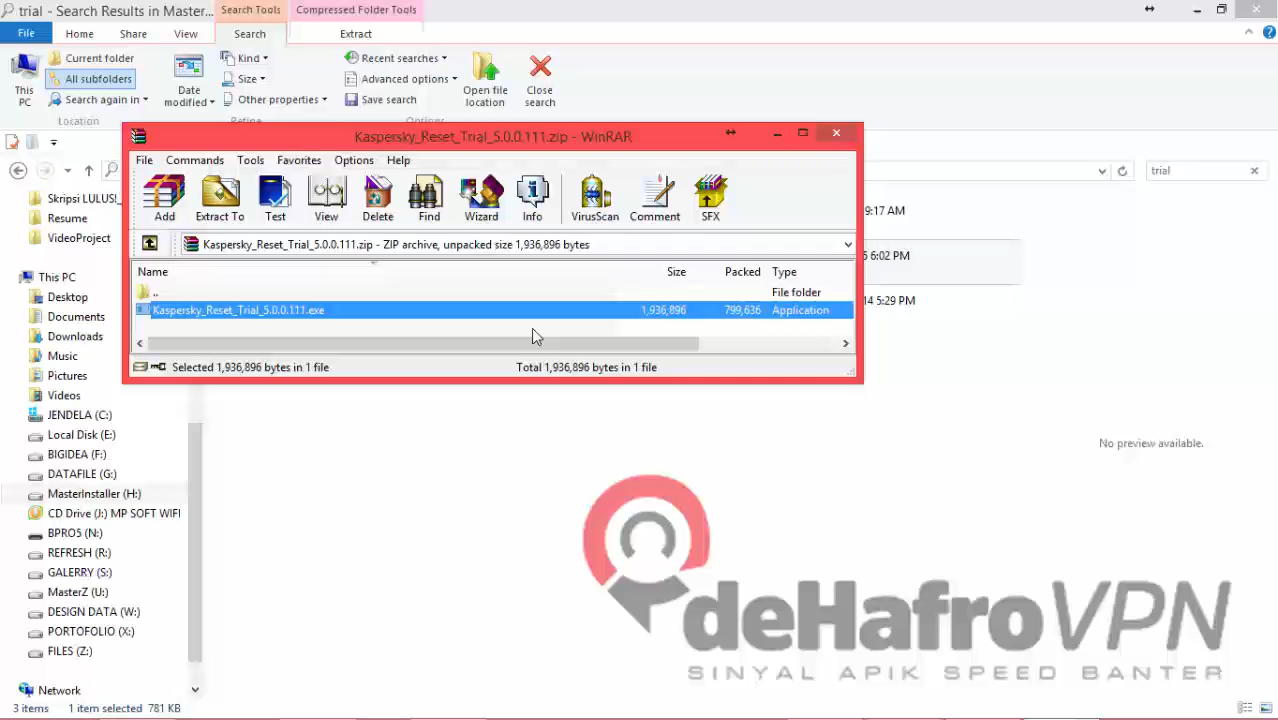 trial - Search Results in Master...
Search Tools
Compressed Folder Tools
File
Home
Share
View
Search
Extract
This PC
Current folder
All subfolders
Search again in
Location
Date modified
Kind
Size
Other properties
Refine
Recent searches
Advanced options
Save search
Options
Open file location
Close search
trial
Kaspersky_Reset_Trial_5.0.0.111.zip - WinRAR
File Commands Tools Favorites Options Help
Add
Extract To
Test
View
Delete
Find
Wizard
Info
VirusScan
Comment
SFX
Kaspersky_Reset_Trial_5.0.0.111.zip - ZIP archive, unpacked size 1,936,896 bytes
Name Size Packed Type
.. File folder
Kaspersky_Reset_Trial_5.0.0.111.exe 1,936,896 799,636 Application
Selected 1,936,896 bytes in 1 file
Total 1,936,896 bytes in 1 file
9:17 AM
6:02 PM
5:29 PM
No preview available.
Skripsi LULUS!_
Resume
VideoProject
This PC
Desktop
Documents
Downloads
Music
Pictures
Videos
JENDELA (C:)
Local Disk (E:)
BIGIDEA (F:)
DATAFILE (G:)
MasterInstaller (H:)
CD Drive (J:) MP SOFT WIFI
BPRO5 (N:)
REFRESH (R:)
GALERRY (S:)
MasterZ (U:)
DESIGN DATA (W:)
PORTOFOLIO (X:)
FILES (Z:)
Network
3 items 1 item selected 781 KB
deHafroVPN
SINYAL APIK SPEED BANTER